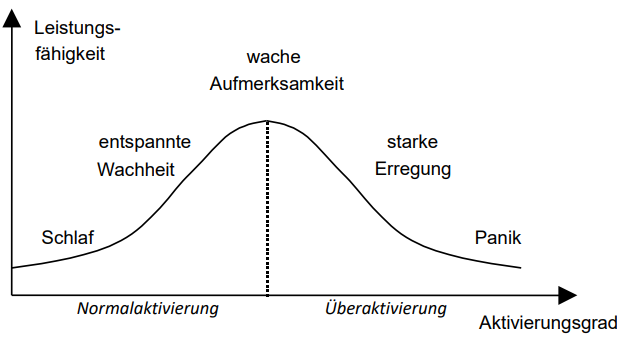 Leistungs-
fähigkeit
wache
Aufmerksamkeit
entspannte
Wachheit
starke
Erregung
Schlaf
Panik
Normalaktivierung
Überaktivierung
Aktivierungsgrad